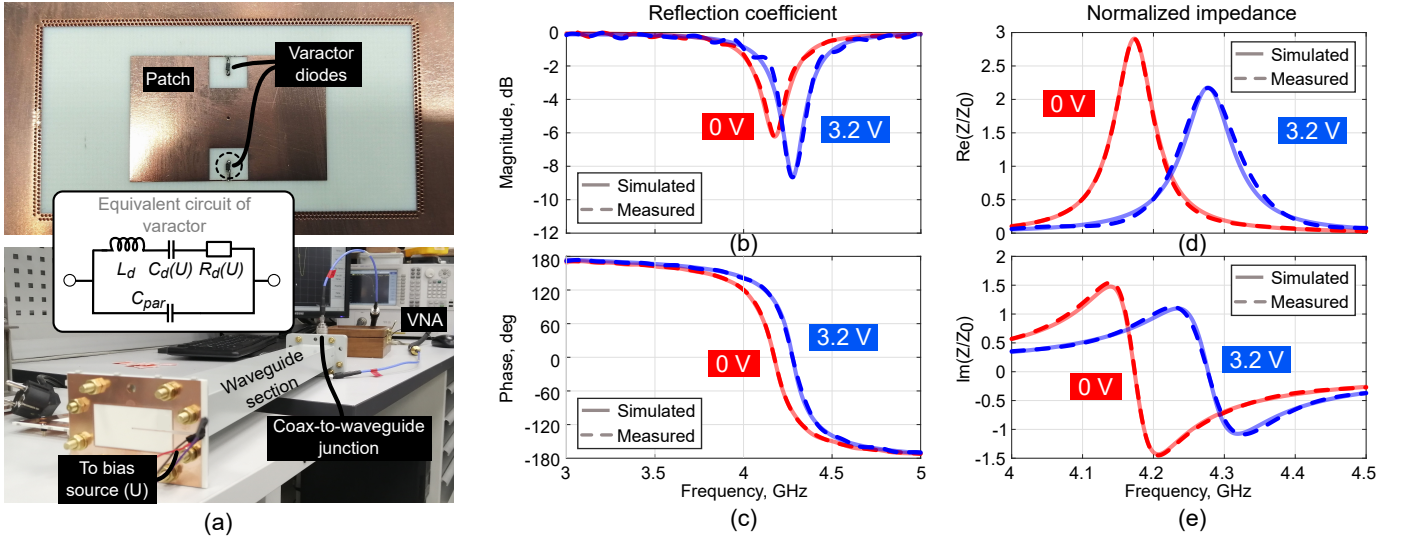 Patch
Varactor
diodes
Equivalent circuit of
varactor
L_d
C_d(U)
R_d(U)
C_par
VNA
Waveguide
section
Coax-to-waveguide
junction
To bias
source (U)
(a)
Reflection coefficient
Magnitude, dB
0
-2
-4
-6
-8
-10
-12
0 V
3.2 V
Simulated
Measured
(b)
Phase, deg
180
120
60
0
-60
-120
-180
0 V
3.2 V
Simulated
Measured
3
3.5
4
4.5
5
Frequency, GHz
(c)
Normalized impedance
Re(Z/Z0)
3
2.5
2
1.5
1
0.5
0
0 V
3.2 V
Simulated
Measured
(d)
Im(Z/Z0)
2
1.5
1
0.5
0
-0.5
-1
-1.5
0 V
3.2 V
Simulated
Measured
4
4.1
4.2
4.3
4.4
4.5
Frequency, GHz
(e)